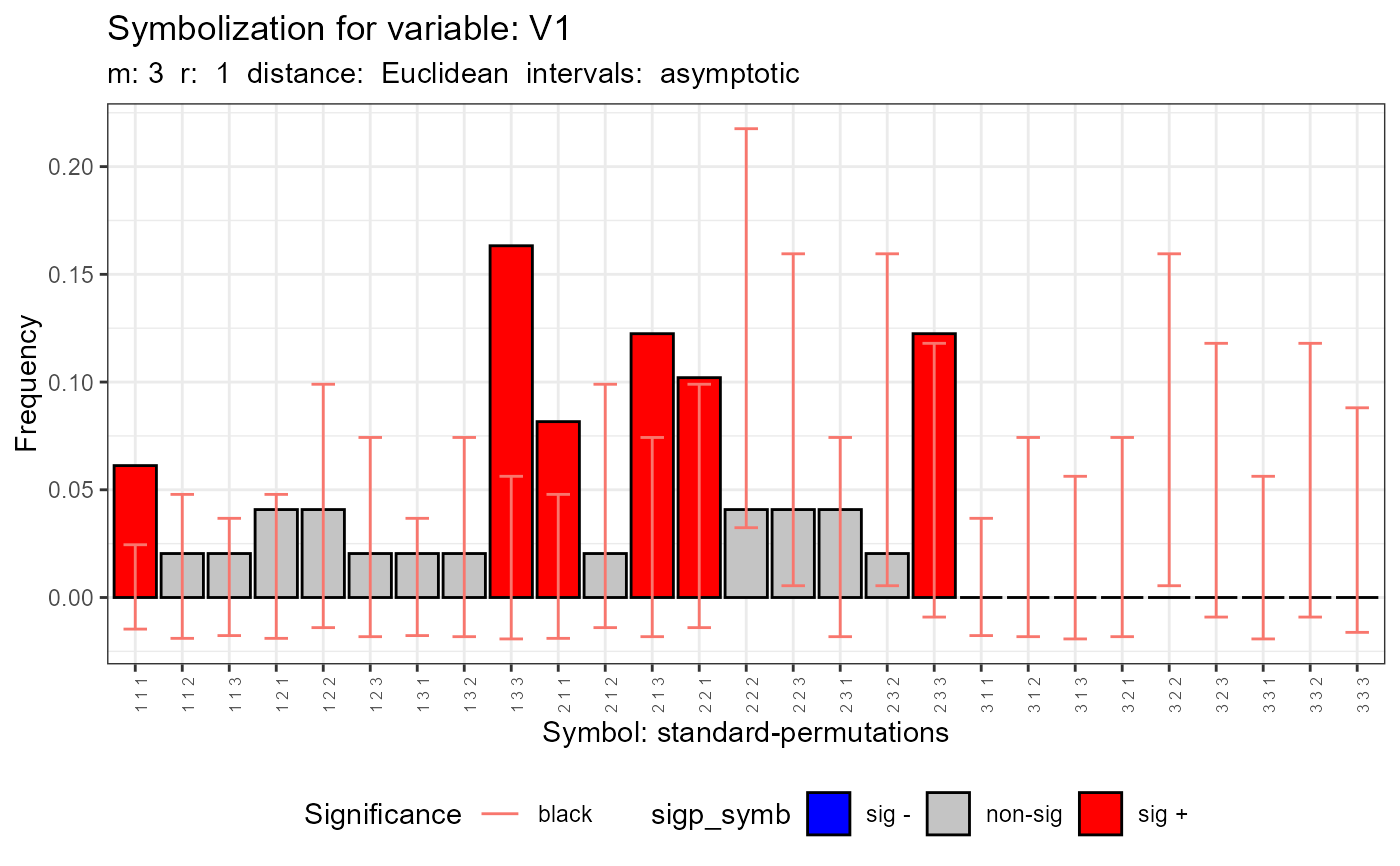 Symbolization for variable: V1
m: 3 r: 1 distance: Euclidean intervals: asymptotic
Frequency
0.20
0.15
0.10
0.05
0.00
1 1 1
1 1 2
1 1 3
1 2 1
1 2 2
1 2 3
1 3 1
1 3 2
1 3 3
2 1 1
2 1 2
2 1 3
2 2 1
2 2 2
2 2 3
2 3 1
2 3 2
2 3 3
3 1 1
3 1 2
3 1 3
3 2 1
3 2 2
3 2 3
3 3 1
3 3 2
3 3 3
Symbol: standard-permutations
Significance black sigp_symb sig - non-sig sig +